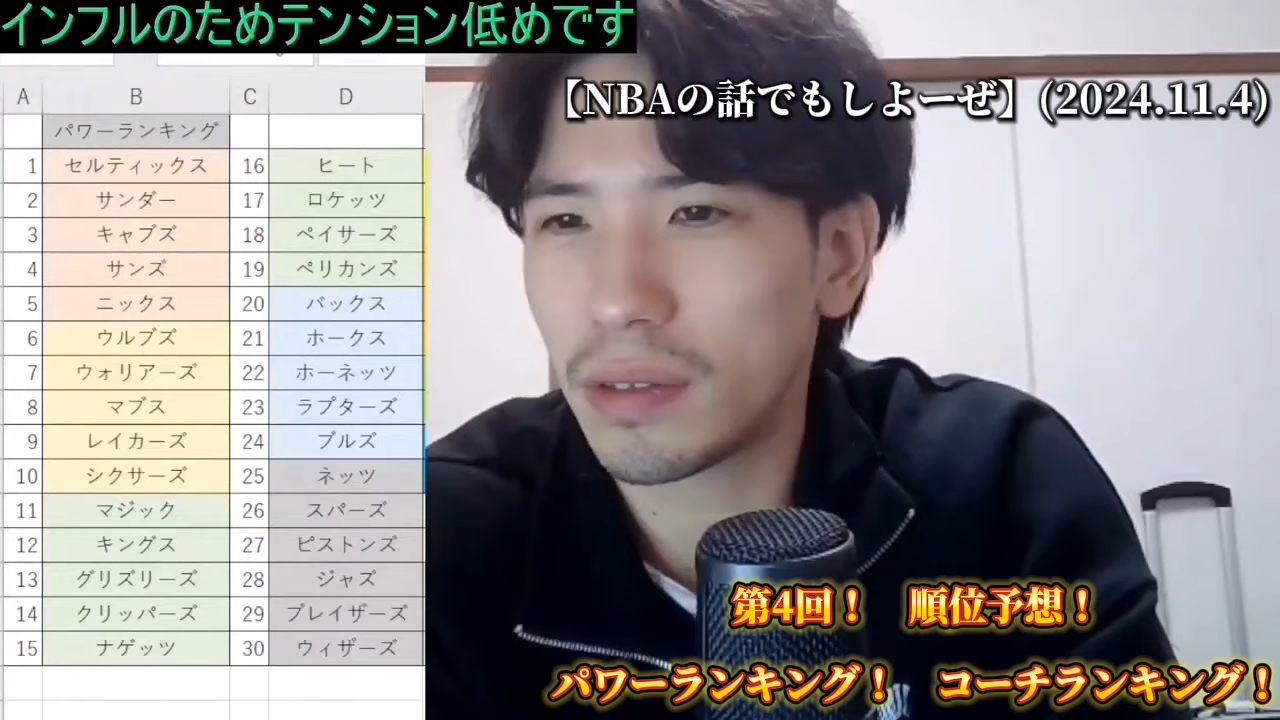 インフルのためテンション低めです
【NBAの話でもしよーぜ】(2024.11.4)
A B C D
パワーランキング
1 セルティックス 16 ヒート
2 サンダー 17 ロケッツ
3 キャブズ 18 ペイサーズ
4 サンズ 19 ペリカンズ
5 ニックス 20 バックス
6 ウルブズ 21 ホークス
7 ウォリアーズ 22 ホーネッツ
8 マブス 23 ラプターズ
9 レイカーズ 24 ブルズ
10 シクサーズ 25 ネッツ
11 マジック 26 スパーズ
12 キングス 27 ピストンズ
13 グリズリーズ 28 ジャズ
14 クリッパーズ 29 ブレイザーズ
15 ナゲッツ 30 ウィザーズ
第4回！ 順位予想！
パワーランキング！ コーチランキング！